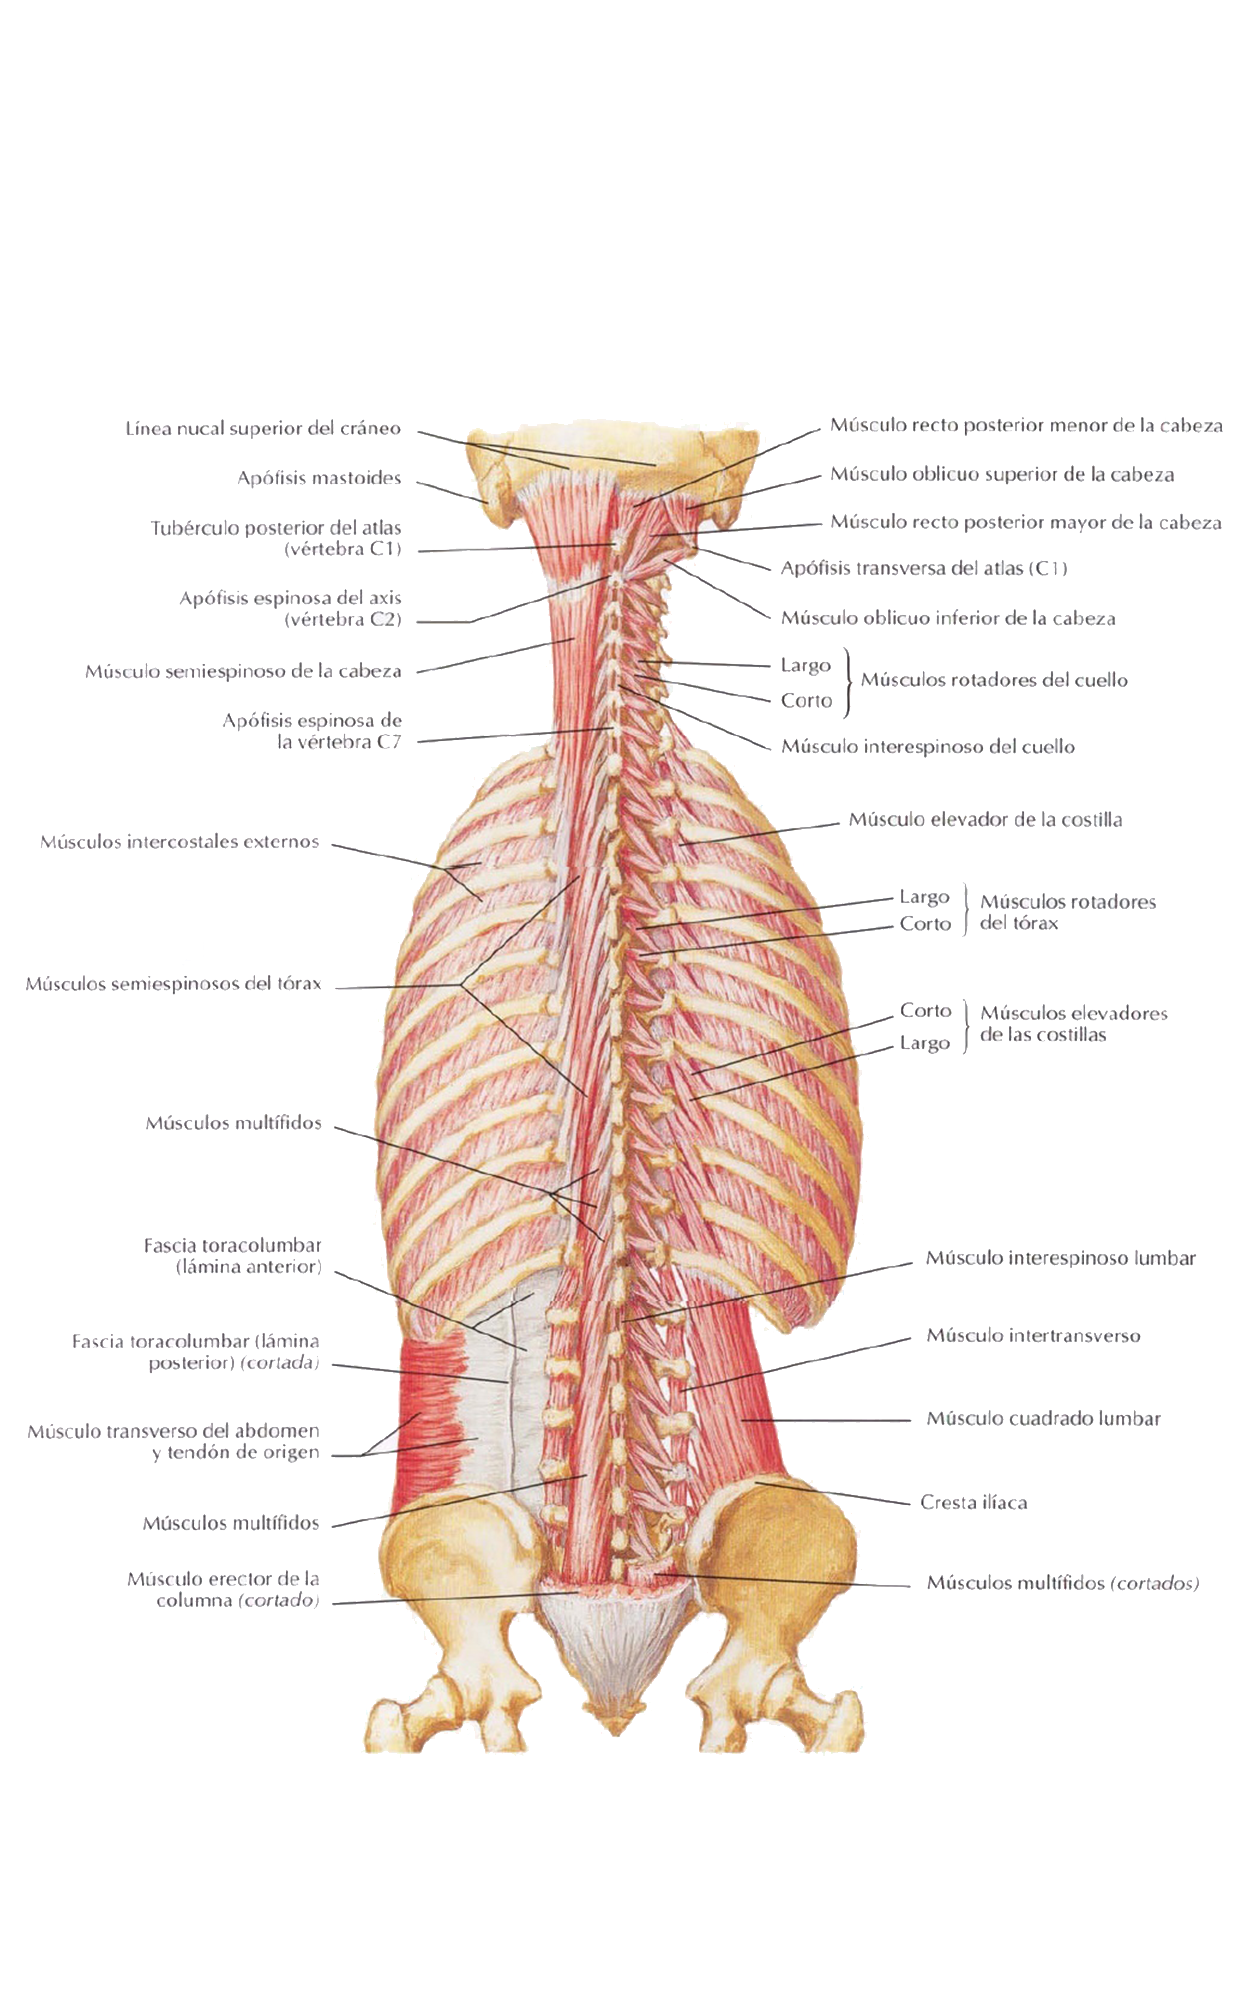 Línea nucal superior del cráneo
Apófisis mastoides
Tubérculo posterior del atlas
(vértebra C1)
Apófisis espinosa del axis
(vértebra C2)
Músculo semiespinoso de la cabeza
Apófisis espinosa de
la vértebra C7
Músculos intercostales externos
Músculos semiespinosos del tórax
Músculos multífidos
Fascia toracolumbar
(lámina anterior)
Fascia toracolumbar (lámina
posterior) (cortada)
Músculo transverso del abdomen
y tendón de origen
Músculos multífidos
Músculo erector de la
columna (cortado)
Músculo recto posterior menor de la cabeza
Músculo oblicuo superior de la cabeza
Músculo recto posterior mayor de la cabeza
Apófisis transversa del atlas (C1)
Músculo oblicuo inferior de la cabeza
Largo
Corto
Músculos rotadores del cuello
Músculo interespinoso del cuello
Músculo elevador de la costilla
Largo
Corto
Músculos rotadores
del tórax
Corto
Largo
Músculos elevadores
de las costillas
Músculo interespinoso lumbar
Músculo intertransverso
Músculo cuadrado lumbar
Cresta ilíaca
Músculos multífidos (cortados)